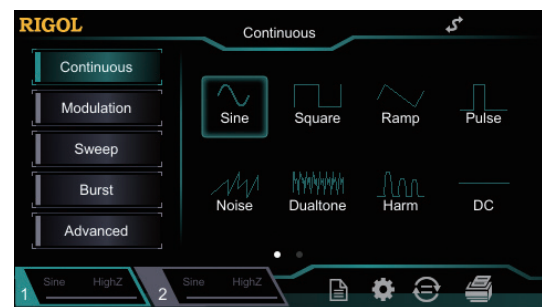 RIGOL
Continuous
Continuous
Modulation
Sweep
Burst
Advanced
Sine Square Ramp Pulse
Noise Dualtone Harm DC
1 Sine HighZ 2 Sine HighZ